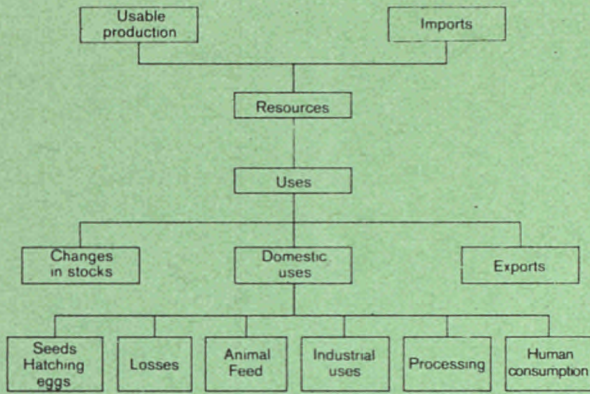 Usable
production
Imports
Resources
Uses
Changes
in stocks
Domestic
uses
Exports
Seeds
Hatching
eggs
Losses
Animal
Feed
Industrial
uses
Processing
Human
consumption